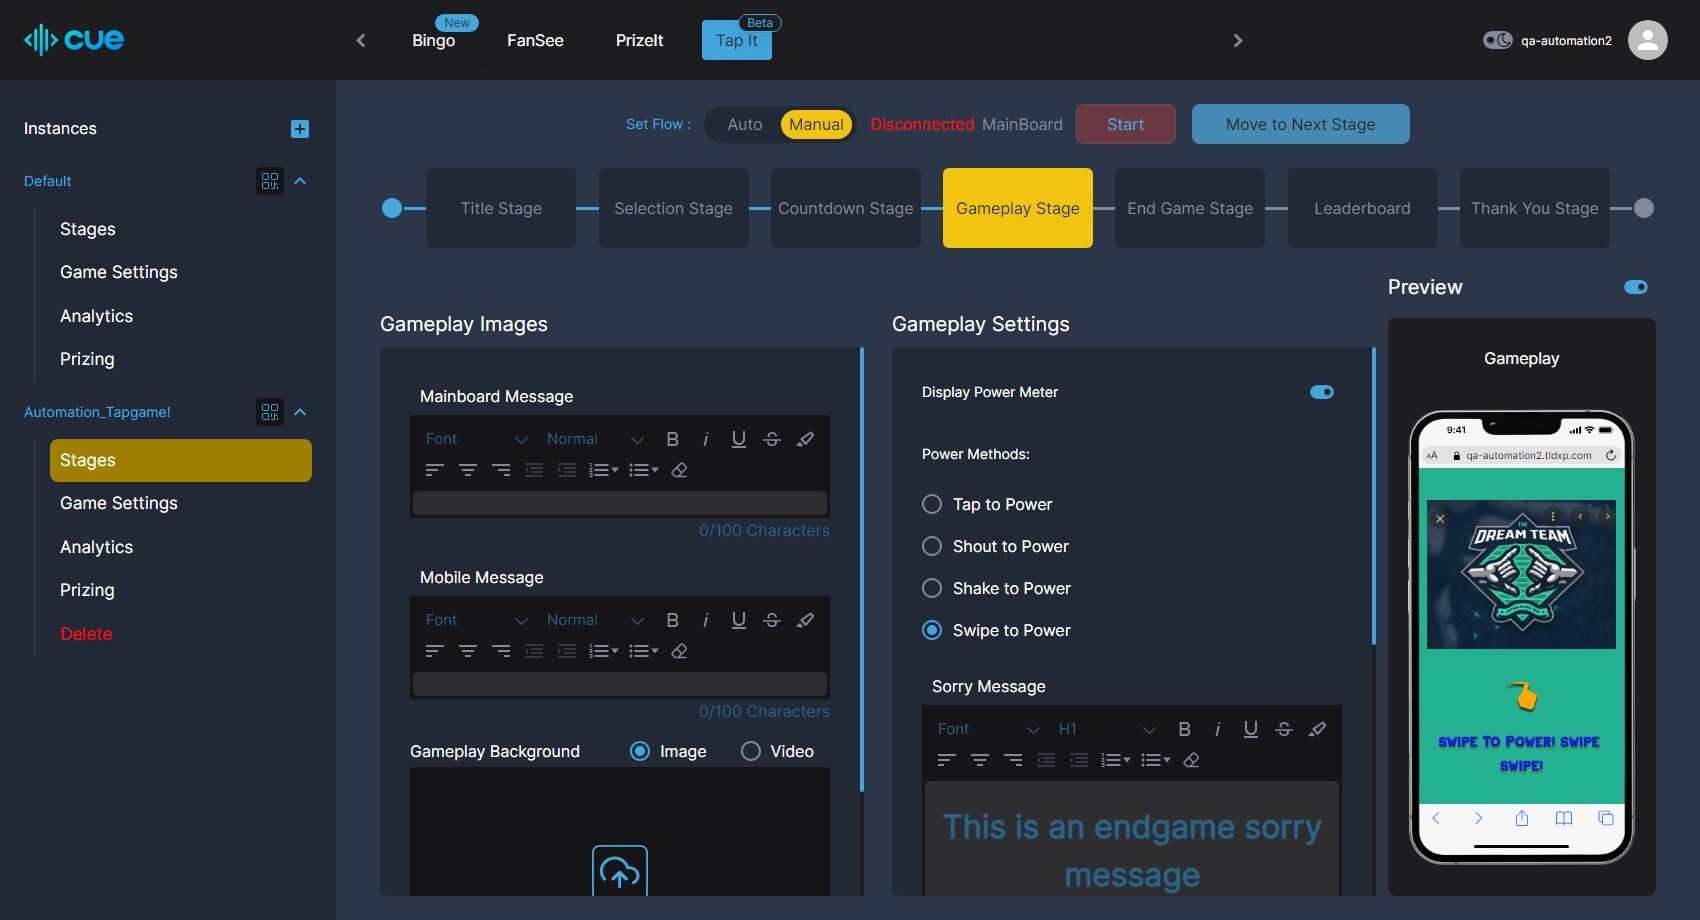 cue
New
Bingo
FanSee
PrizeIt
Beta
Tap It
qa-automation2
Instances
Default
Stages
Game Settings
Analytics
Prizing
Automation_Tapgame!
Stages
Game Settings
Analytics
Prizing
Delete
Set Flow :
Auto
Manual
Disconnected MainBoard
Start
Move to Next Stage
Title Stage
Selection Stage
Countdown Stage
Gameplay Stage
End Game Stage
Leaderboard
Thank You Stage
Gameplay Images
Mainboard Message
Font
Normal
B i U S
0/100 Characters
Mobile Message
Font
Normal
B i U S
0/100 Characters
Gameplay Background
Image
Video
Gameplay Settings
Display Power Meter
Power Methods:
Tap to Power
Shout to Power
Shake to Power
Swipe to Power
Sorry Message
Font
H1
B i U S
This is an endgame sorry
message
Preview
Gameplay
9:41
AA
qa-automation2.tldxp.com
THE
DREAM TEAM
SWIPE TO POWER! SWIPE
SWIPE!